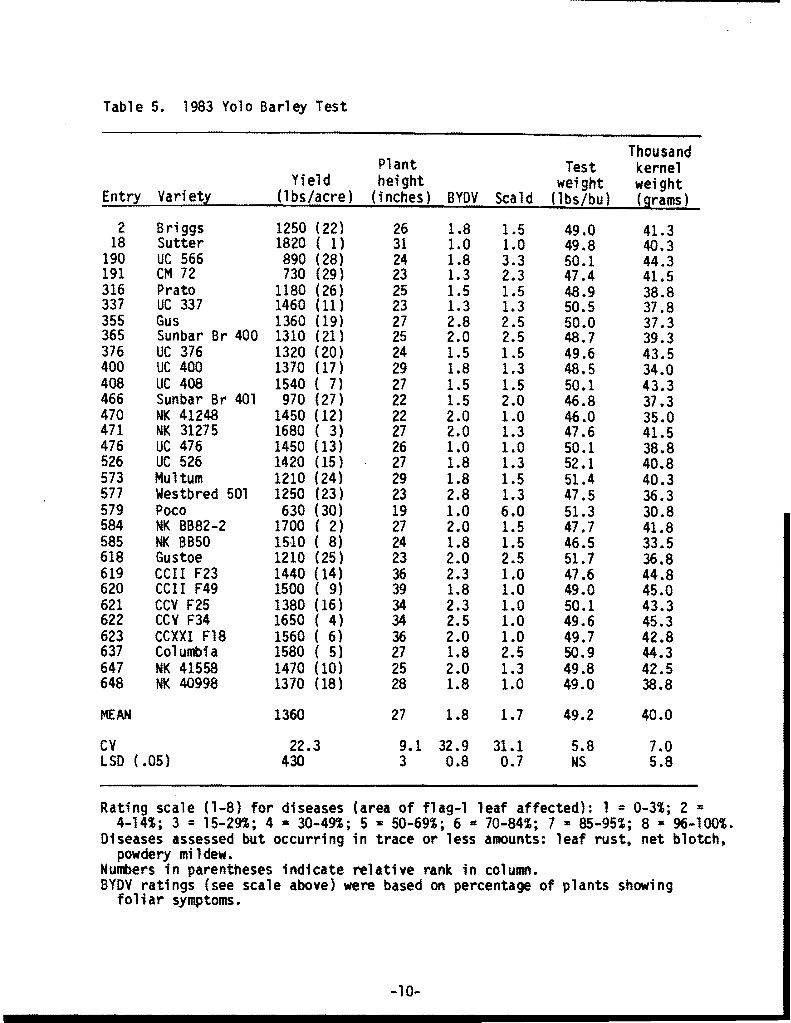 Table 5. 1983 Yolo Barley Test
Thousand
Plant Test kernel
Yield height weight weight
Entry Variety (lbs/acre) (inches) BYDV Scald (lbs/bu) (grams)
2 Briggs 1250 (22) 26 1.8 1.5 49.0 41.3
18 Sutter 1820 ( 1) 31 1.0 1.0 49.8 40.3
190 UC 566 890 (28) 24 1.8 3.3 50.1 44.3
191 CM 72 730 (29) 23 1.3 2.3 47.4 41.5
316 Prato 1180 (26) 25 1.5 1.5 48.9 38.8
337 UC 337 1460 (11) 23 1.3 1.3 50.5 37.8
355 Gus 1360 (19) 27 2.8 2.5 50.0 37.3
365 Sunbar Br 400 1310 (21) 25 2.0 2.5 48.7 39.3
376 UC 376 1320 (20) 24 1.5 1.5 49.6 43.5
400 UC 400 1370 (17) 29 1.8 1.3 48.5 34.0
408 UC 408 1540 ( 7) 27 1.5 1.5 50.1 43.3
466 Sunbar Br 401 970 (27) 22 1.5 2.0 46.8 37.3
470 NK 41248 1450 (12) 22 2.0 1.0 46.0 35.0
471 NK 31275 1680 ( 3) 27 2.0 1.3 47.6 41.5
476 UC 476 1450 (13) 26 1.0 1.0 50.1 38.8
526 UC 526 1420 (15) 27 1.8 1.3 52.1 40.8
573 Multum 1210 (24) 29 1.8 1.5 51.4 40.3
577 Westbred 501 1250 (23) 23 2.8 1.3 47.5 36.3
579 Poco 630 (30) 19 1.0 6.0 51.3 30.8
584 NK BB82-2 1700 ( 2) 27 2.0 1.5 47.7 41.8
585 NK BB50 1510 ( 8) 24 1.8 1.5 46.5 33.5
618 Gustoe 1210 (25) 23 2.0 2.5 51.7 36.8
619 CCII F23 1440 (14) 36 2.3 1.0 47.6 44.8
620 CCII F49 1500 ( 9) 39 1.8 1.0 49.0 45.0
621 CCV F25 1380 (16) 34 2.3 1.0 50.1 43.3
622 CCV F34 1650 ( 4) 34 2.5 1.0 49.6 45.3
623 CCXXI F18 1560 ( 6) 36 2.0 1.0 49.7 42.8
637 Columbia 1580 ( 5) 27 1.8 2.5 50.9 44.3
647 NK 41558 1470 (10) 25 2.0 1.3 49.8 42.5
648 NK 40998 1370 (18) 28 1.8 1.0 49.0 38.8
MEAN 1360 27 1.8 1.7 49.2 40.0
CV 22.3 9.1 32.9 31.1 5.8 7.0
LSD (.05) 430 3 0.8 0.7 NS 5.8
Rating scale (1-8) for diseases (area of flag-1 leaf affected): 1 = 0-3%; 2 =
4-14%; 3 = 15-29%; 4 = 30-49%; 5 = 50-69%; 6 = 70-84%; 7 = 85-95%; 8 = 96-100%.
Diseases assessed but occurring in trace or less amounts: leaf rust, net blotch,
powdery mildew.
Numbers in parentheses indicate relative rank in column.
BYDV ratings (see scale above) were based on percentage of plants showing
foliar symptoms.
-10-